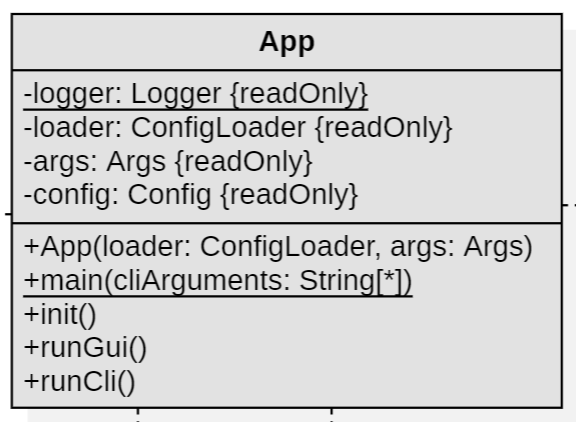 App
-logger: Logger {readOnly}
-loader: ConfigLoader {readOnly}
-args: Args {readOnly}
-config: Config {readOnly}
+App(loader: ConfigLoader, args: Args)
+main(cliArguments: String[*])
+init()
+runGui()
+runCli()